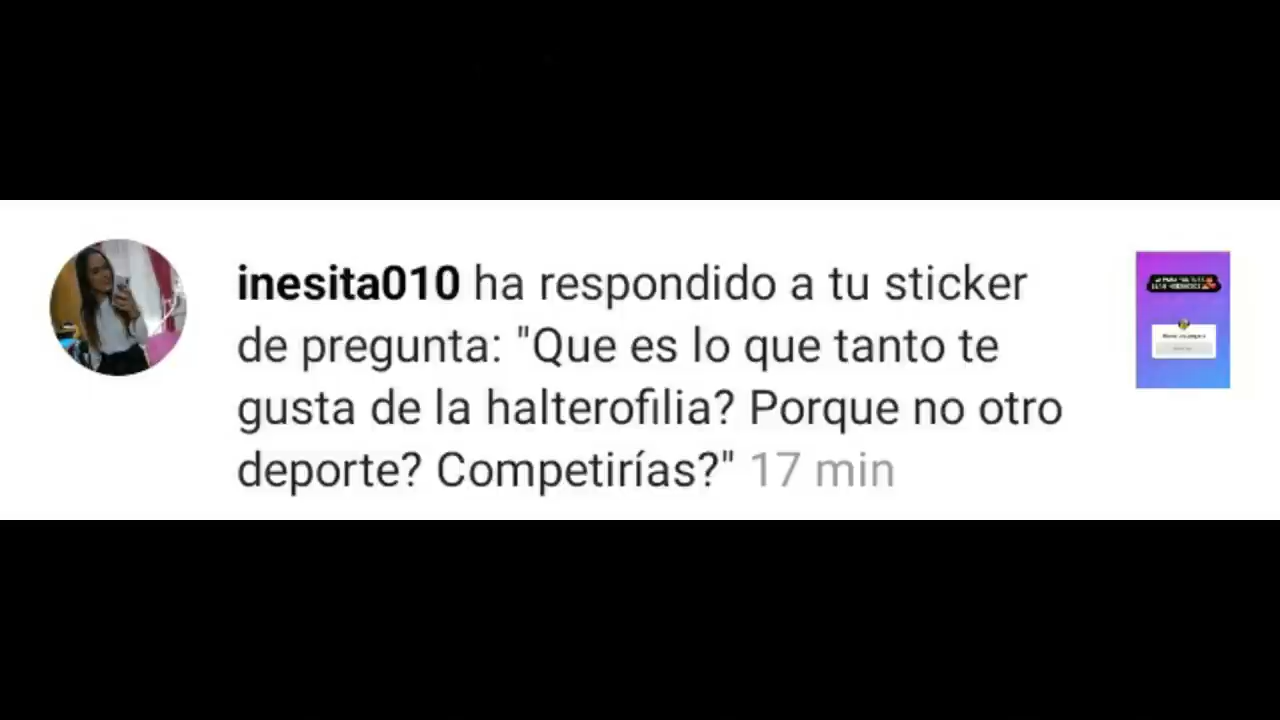 inesita010 ha respondido a tu sticker
de pregunta: "Que es lo que tanto te
gusta de la halterofilia? Porque no otro
deporte? Competirías?" 17 min